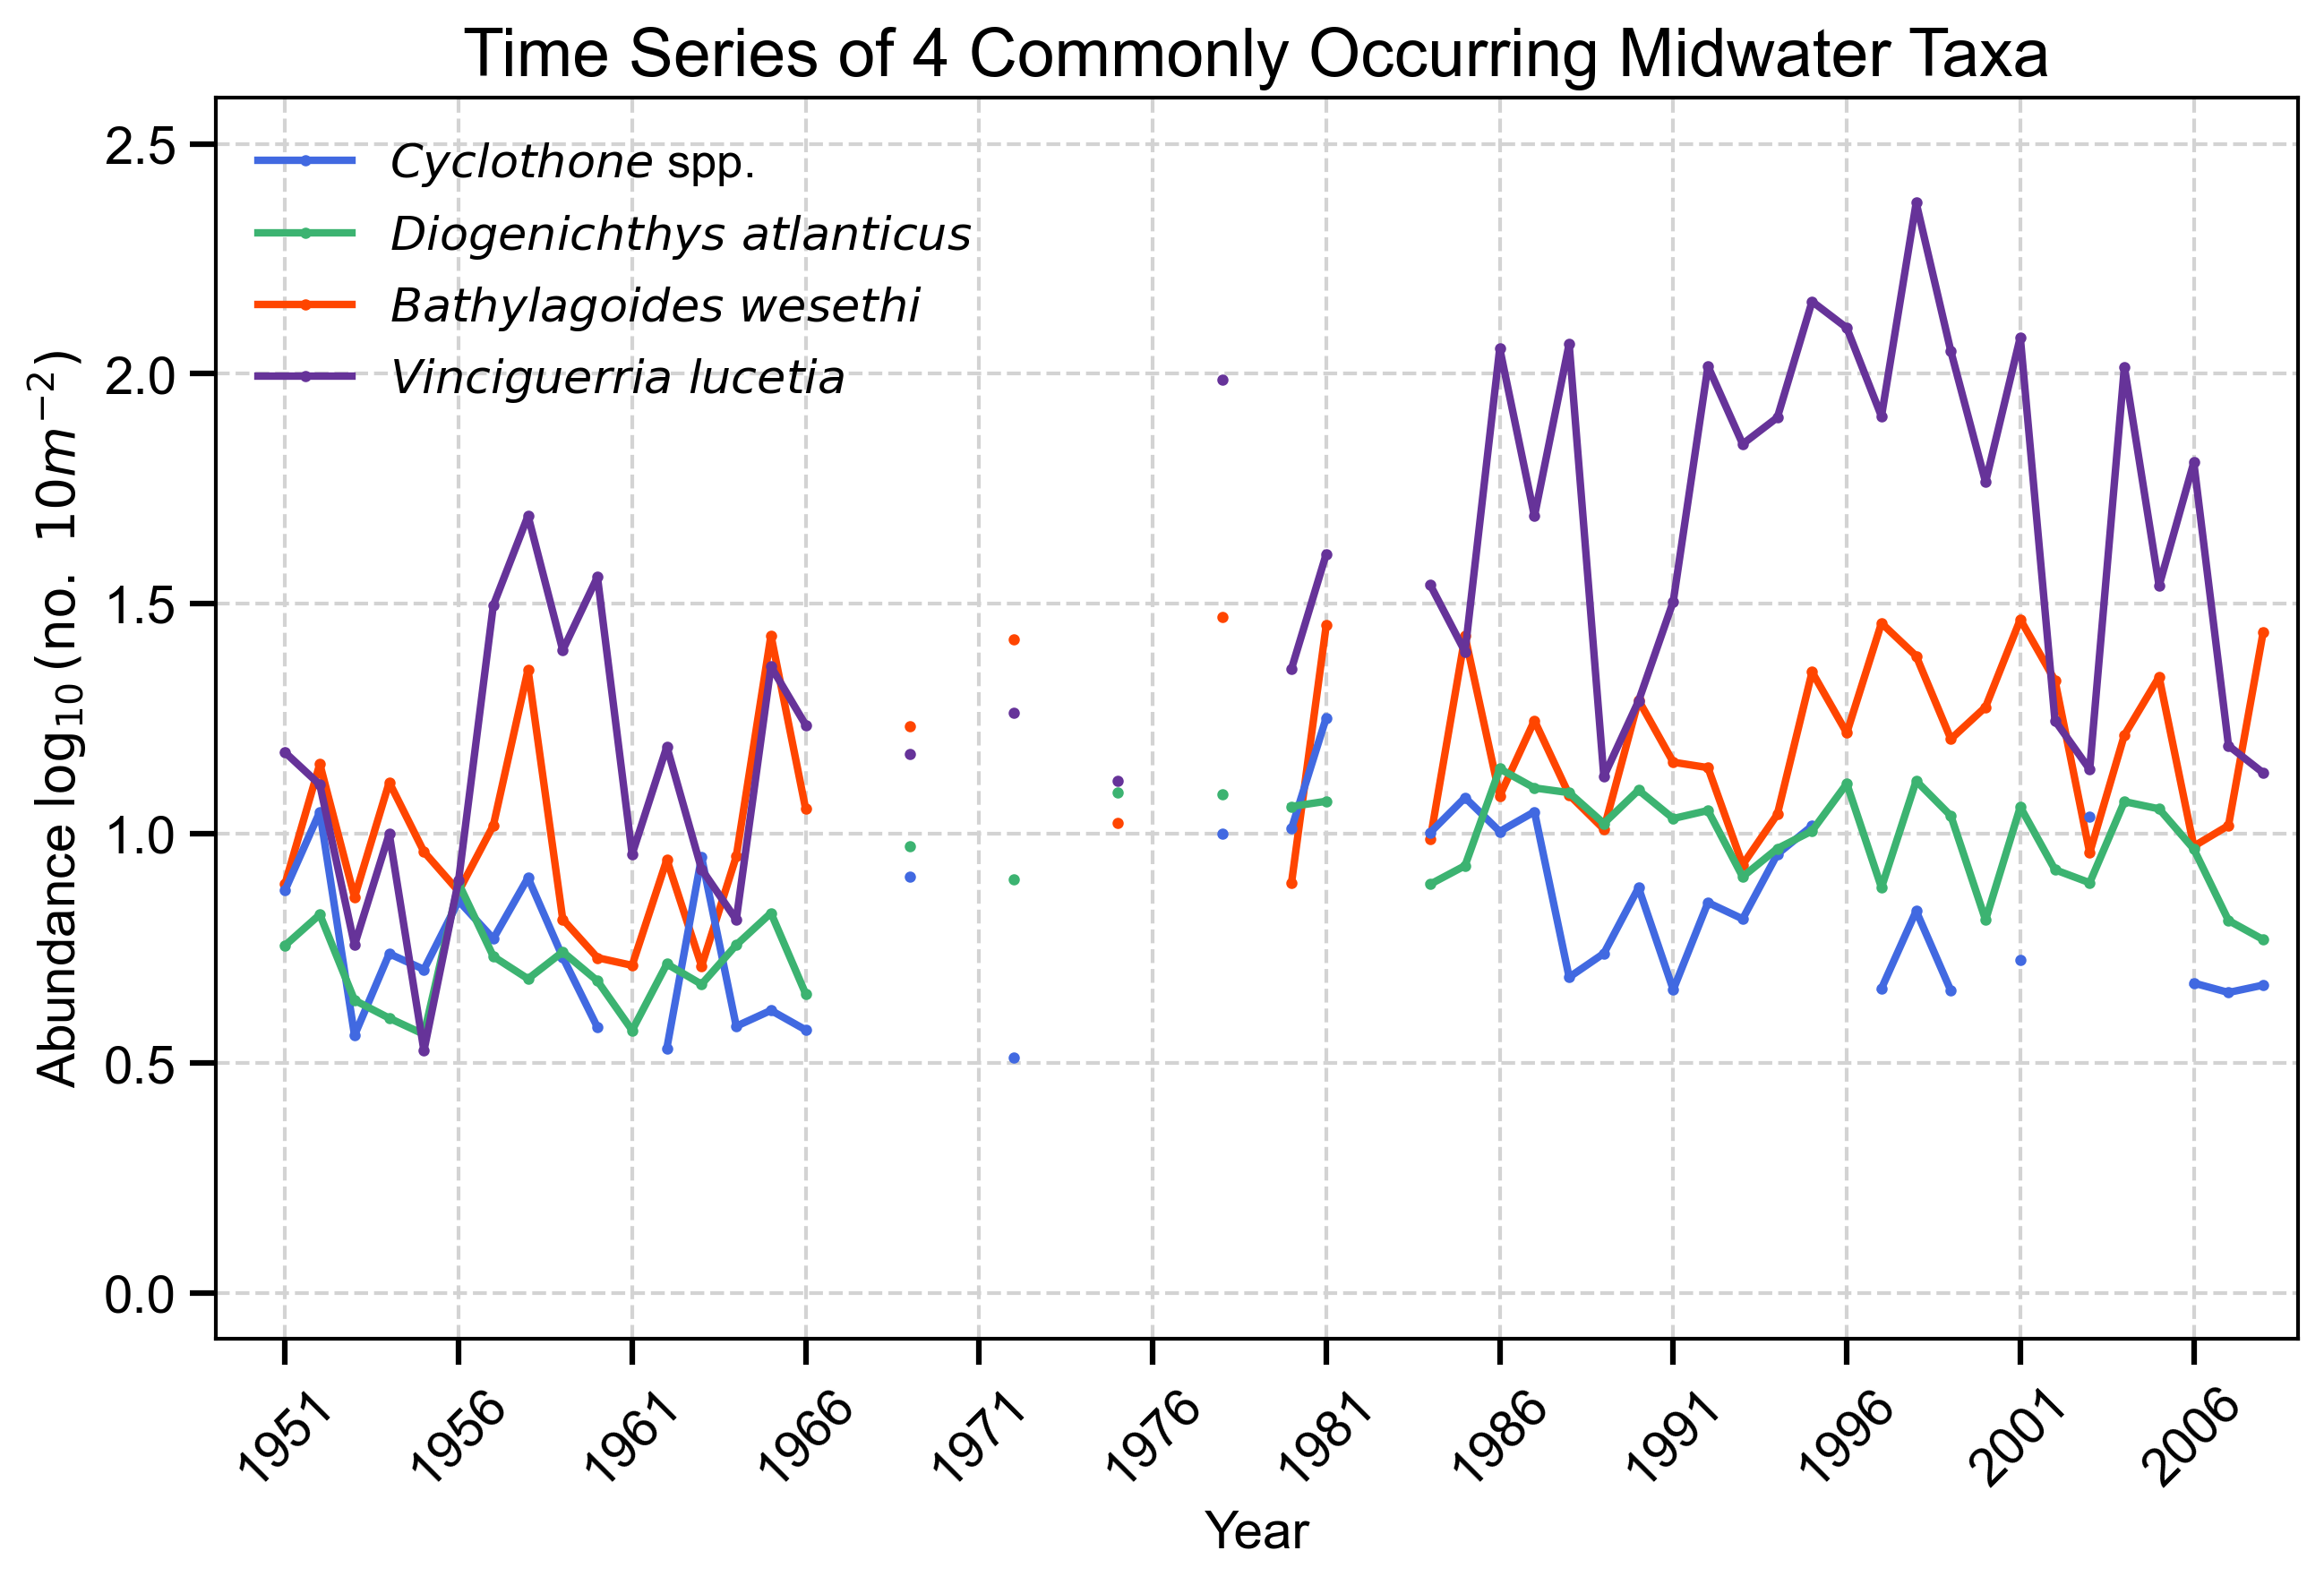 Time Series of 4 Commonly Occurring Midwater Taxa
Cyclothone spp.
Diogenichthys atlanticus
Bathylagoides wesethi
Vinciguerria lucetia
Abundance log₁₀ (no. 10m⁻²)
2.5
2.0
1.5
1.0
0.5
0.0
1951 1956 1961 1966 1971 1976 1981 1986 1991 1996 2001 2006
Year